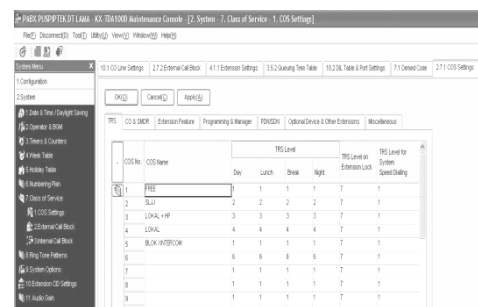 PABX PUSPIPTEK DT LAMA - KX-TDA100D Maintenance Console - [2. System - 7. Class of Service - 1. COS Settings]
File(F) Disconnect(D) Tool(T) Utility(U) View(V) Window(W) Help(H)
System Menu X
1.Configuration
2.System
1 Date & Time / Daylight Saving
2.Operator & BGM
3.Timers & Counters
4.Week Table
5.Holiday Table
6.Numbering Plan
7.Class of Service
1.COS Settings
2.External Call Block
3.Internal Call Block
8.Ring Tone Patterns
9.System Options
10.Extension CID Settings
11.Audio Gain
10.1 CO Line Settings 2.7.2 External Call Block 4.1.1 Extension Settings 3.5.2 Queuing Time Table 10.2 DIL Table & Port Settings 7.1 Denied Code 2.7.1 COS Settings
OK(O) Cancel(C) Apply(A)
TRS CO & SMDR Extension Feature Programming & Manager Optional Device & Other Extensions Miscellaneous
COS No. COS Name TRS Level TRS Level on Extension Lock TRS Level for System Speed Dialling
Day Lunch Break Night
1 FREE 1 1 1 1 7 1
2 SLJJ 2 2 2 2 7 1
3 LOKAL + HP 3 3 3 3 7 1
4 LOKAL 4 4 4 4 7 1
5 BLOK /INTERCOM 1 1 1 1 7 1
6 6 6 6 6 7 1
7 1 1 1 1 7 1
8 1 1 1 1 7 1
9 1 1 1 1 7 1